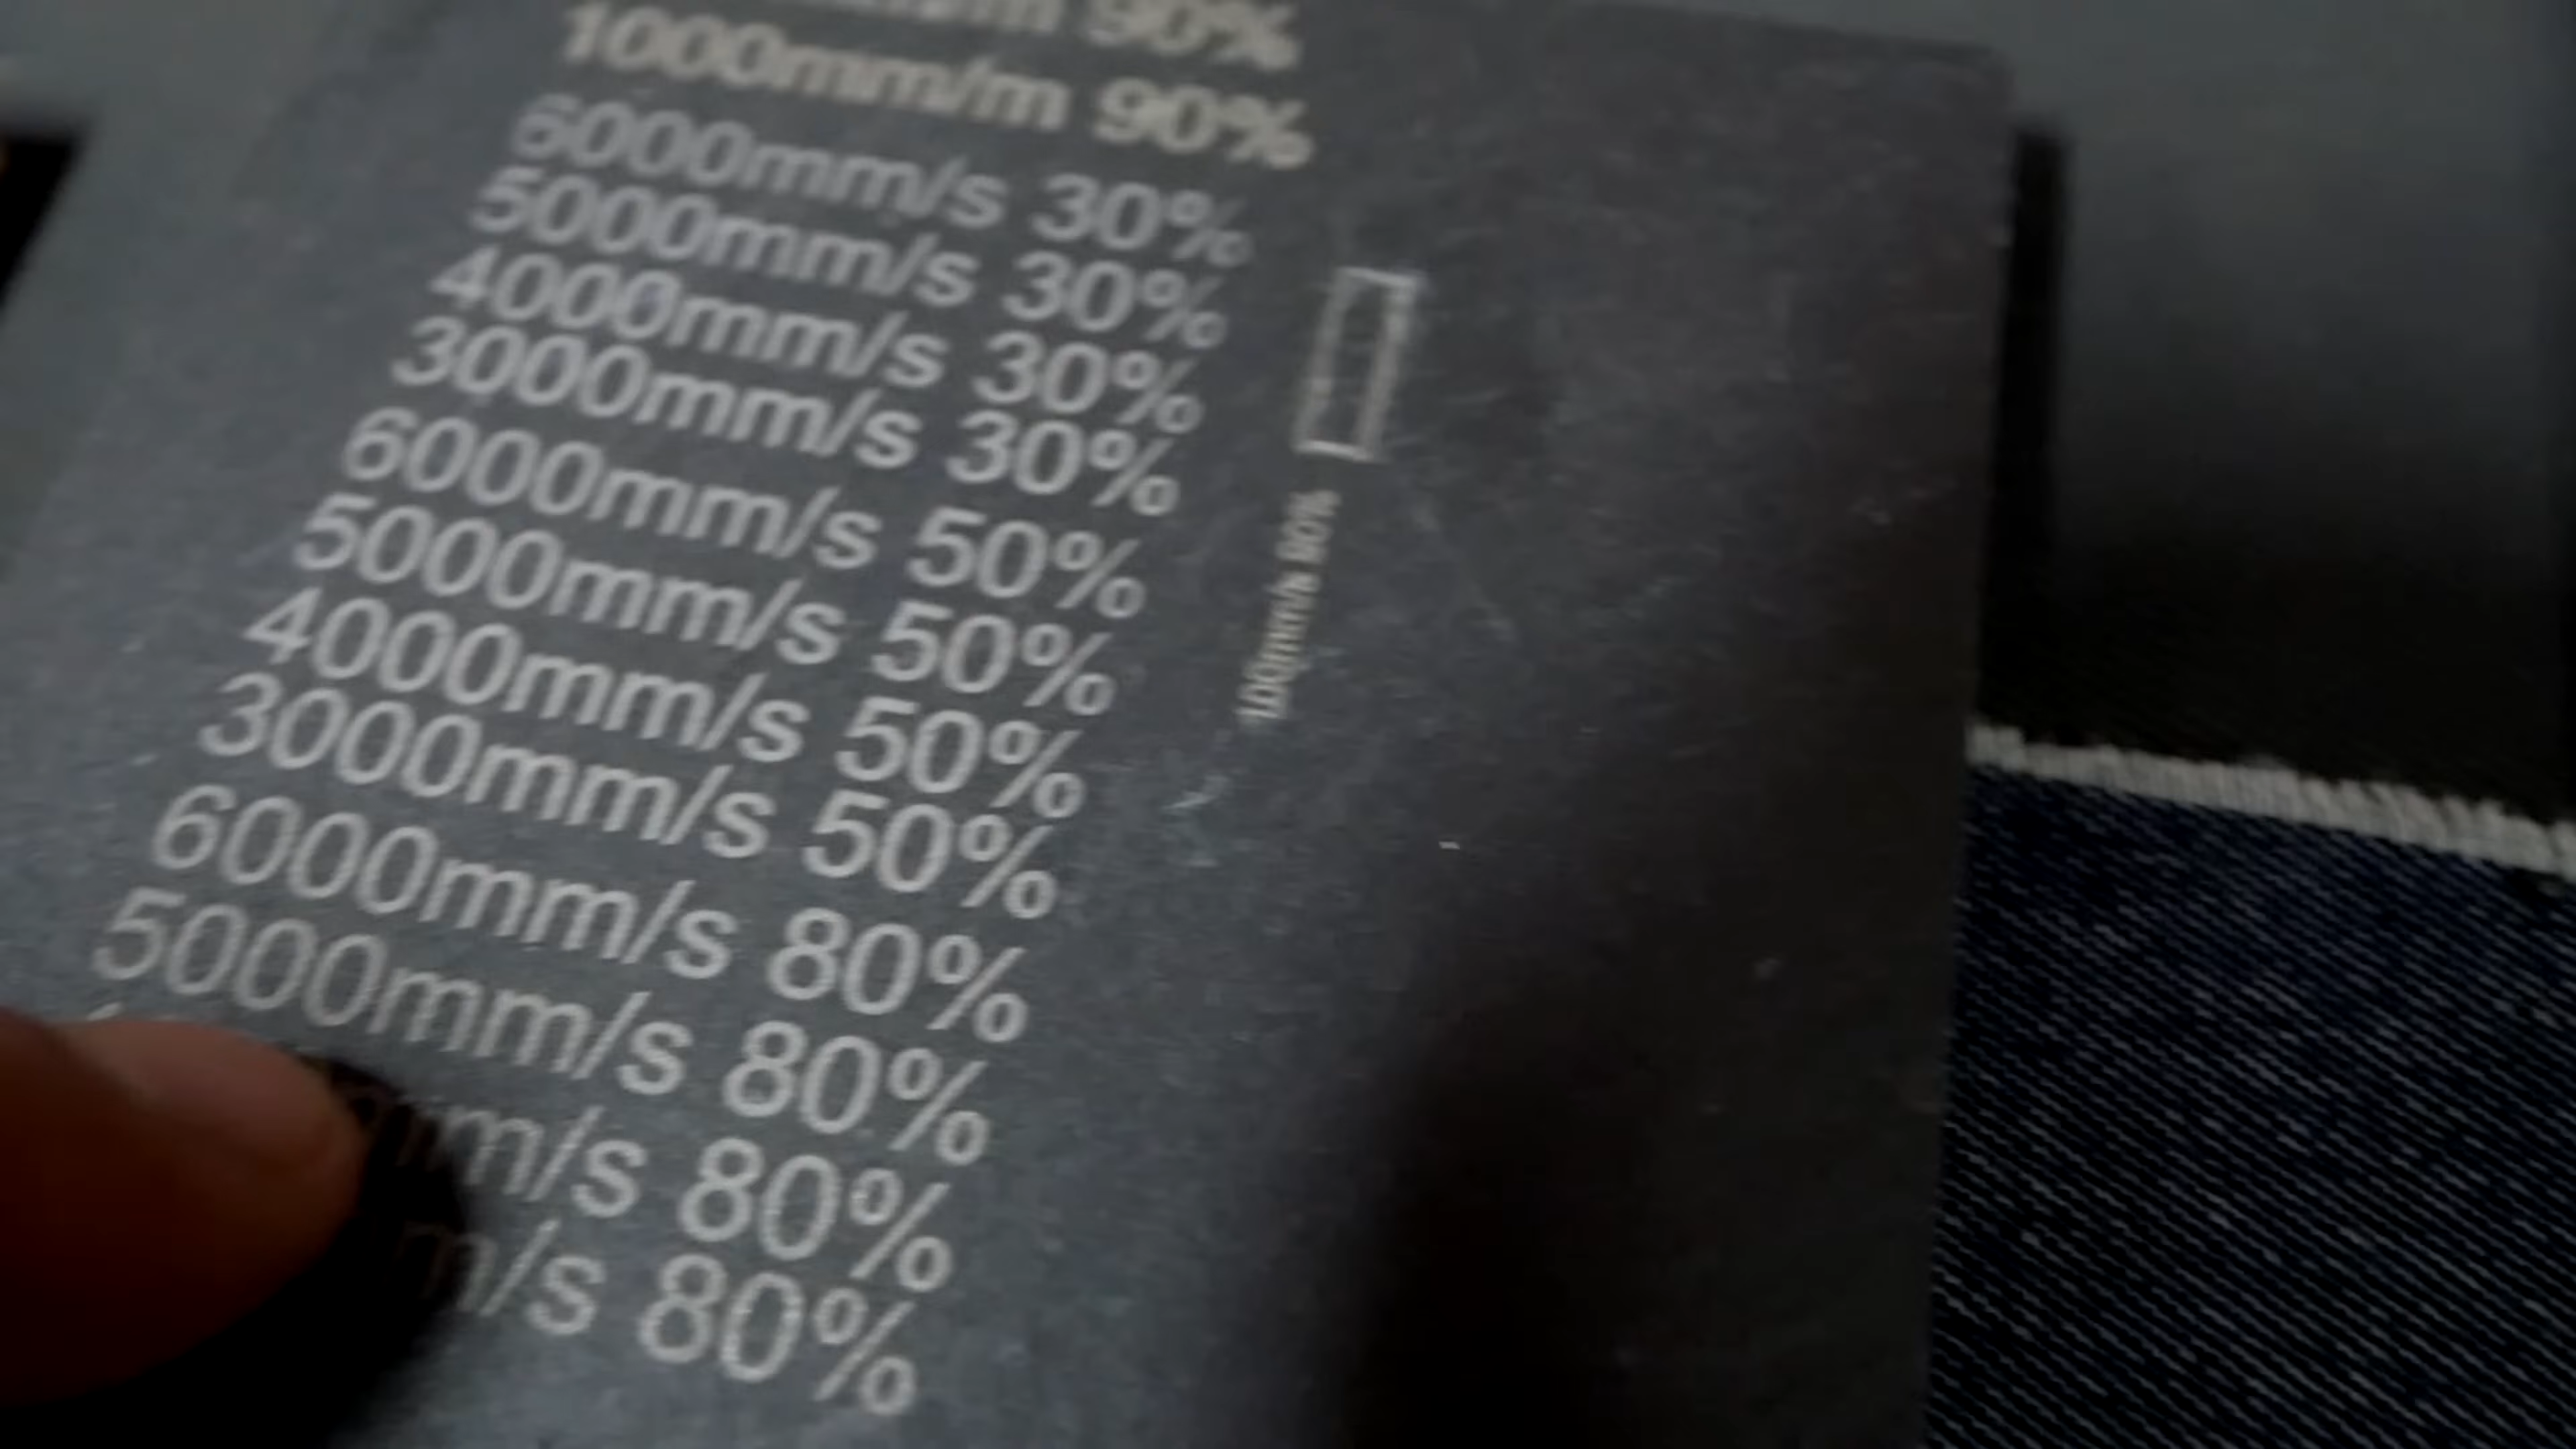 90%
1000mm/m 90%
6000mm/s 30%
5000mm/s 30%
4000mm/s 30%
3000mm/s 30%
6000mm/s 50%
5000mm/s 50%
4000mm/s 50%
3000mm/s 50%
6000mm/s 80%
5000mm/s 80%
m/s 80%
/s 80%